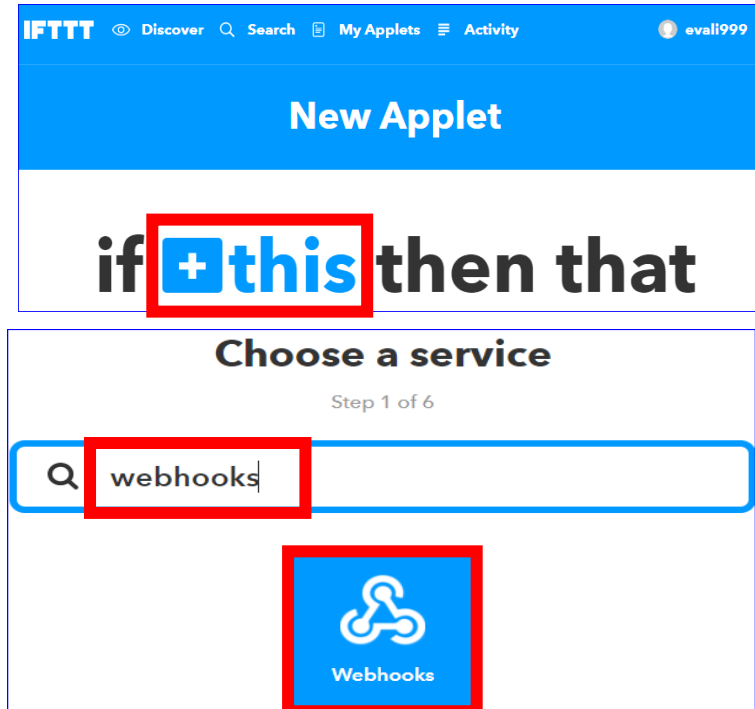 IFTTT Discover Search My Applets Activity evali999
New Applet
if +this then that
Choose a service
Step 1 of 6
webhooks
Webhooks